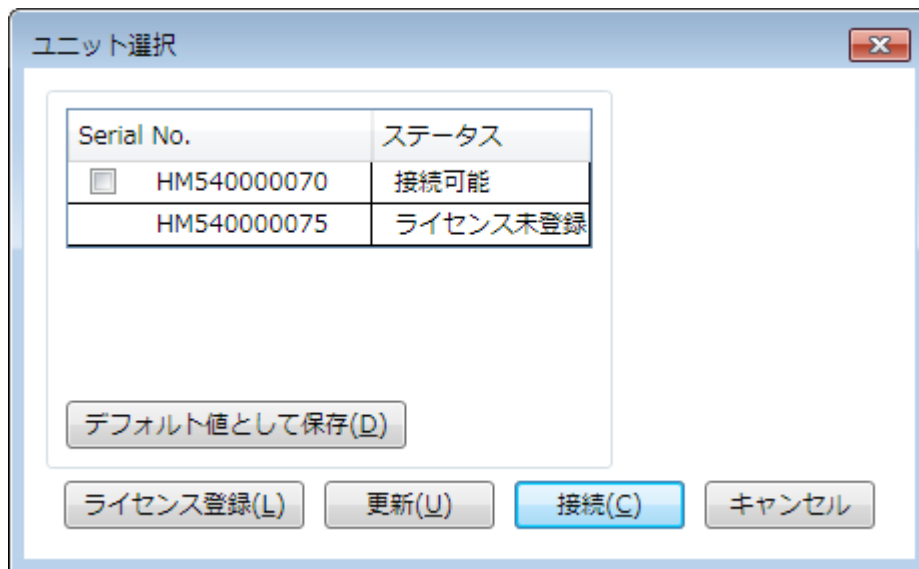 ユニット選択
Serial No. ステータス
HM540000070 接続可能
HM540000075 ライセンス未登録
デフォルト値として保存(D)
ライセンス登録(L) 更新(U) 接続(C) キャンセル